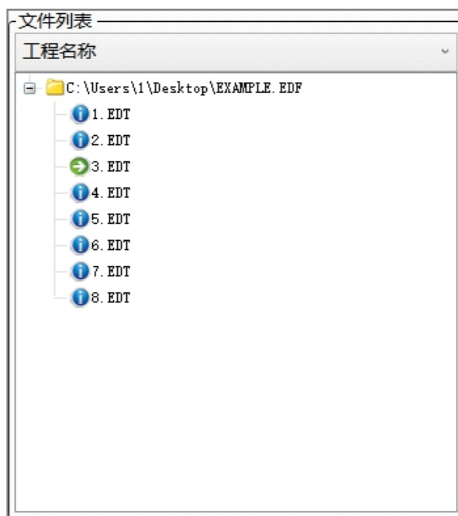 文件列表
工程名称
C:\Users\1\Desktop\EXAMPLE.EDF
1.EDT
2.EDT
3.EDT
4.EDT
5.EDT
6.EDT
7.EDT
8.EDT